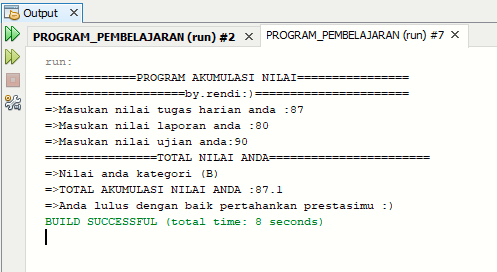 Output ×
PROGRAM_PEMBELAJARAN (run) #2 × PROGRAM_PEMBELAJARAN (run) #7 ×
run:
=============PROGRAM AKUMULASI NILAI================
====================by.rendi:)======================
=>Masukan nilai tugas harian anda :87
=>Masukan nilai laporan anda :80
=>Masukan nilai ujian anda:90
================TOTAL NILAI ANDA=======================
=>Nilai anda kategori (B)
=>TOTAL AKUMULASI NILAI ANDA :87.1
=>Anda lulus dengan baik pertahankan prestasimu :)
BUILD SUCCESSFUL (total time: 8 seconds)